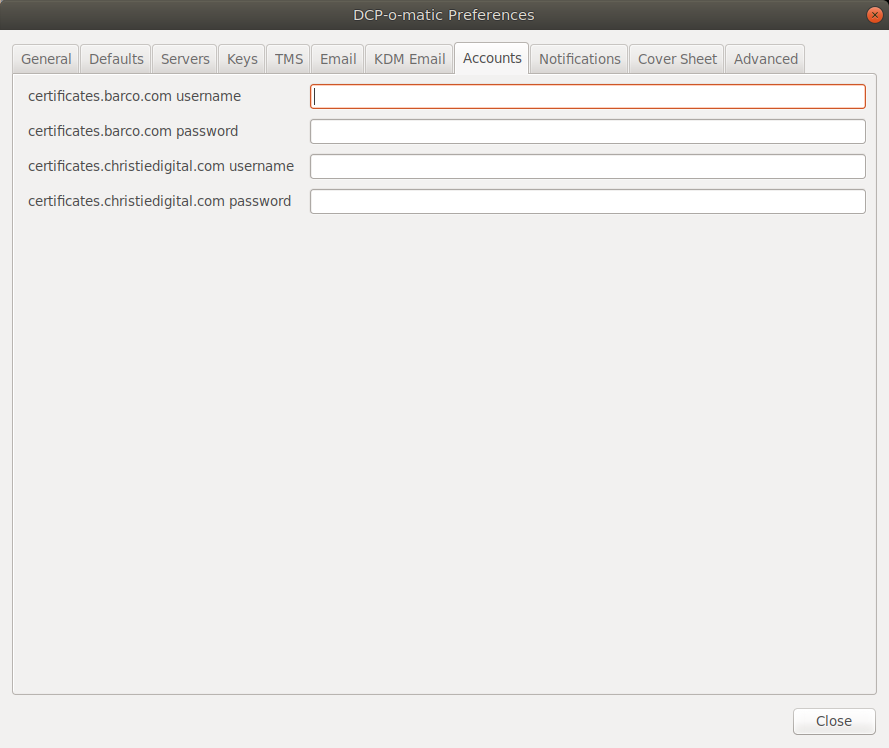 DCP-o-matic Preferences
General Defaults Servers Keys TMS Email KDM Email Accounts Notifications Cover Sheet Advanced
certificates.barco.com username
certificates.barco.com password
certificates.christiedigital.com username
certificates.christiedigital.com password
Close